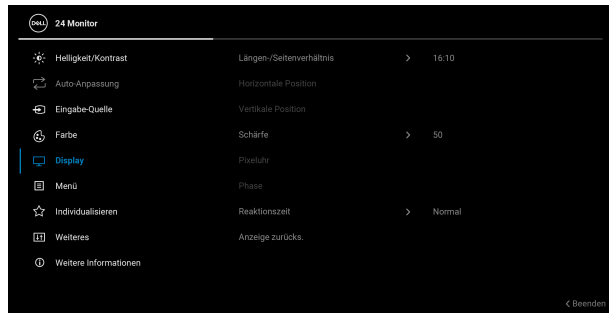 DELL 24 Monitor
Helligkeit/Kontrast Längen-/Seitenverhältnis > 16:10
Auto-Anpassung Horizontale Position
Eingabe-Quelle Vertikale Position
Farbe Schärfe > 50
Display Pixeluhr
Menü Phase
Individualisieren Reaktionszeit > Normal
Weiteres Anzeige zurücks.
Weitere Informationen
< Beenden